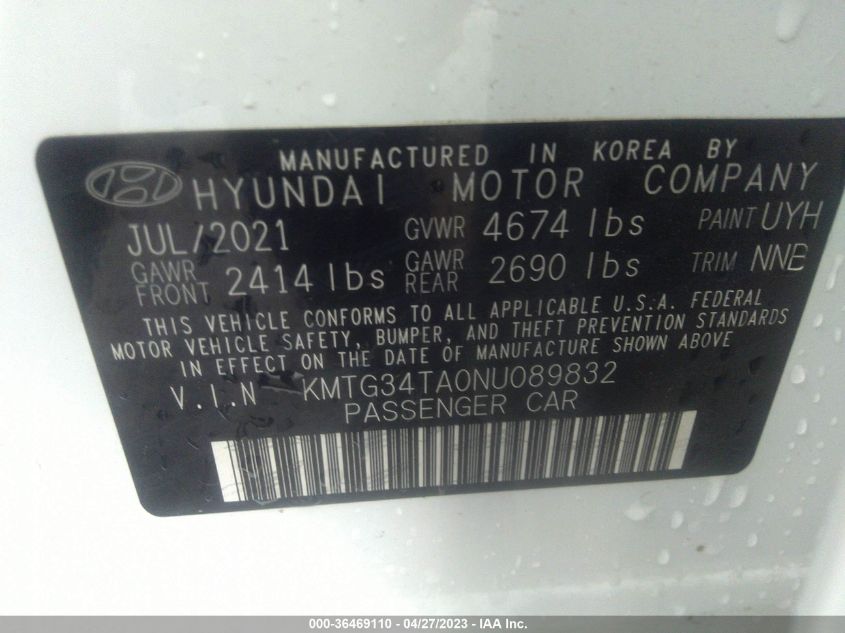 MANUFACTURED IN KOREA BY
HYUNDAI MOTOR COMPANY
JUL/2021 GVWR 4674 lbs PAINT UYH
GAWR FRONT 2414 lbs GAWR REAR 2690 lbs TRIM NNB
THIS VEHICLE CONFORMS TO ALL APPLICABLE U.S.A. FEDERAL
MOTOR VEHICLE SAFETY, BUMPER, AND THEFT PREVENTION STANDARDS
IN EFFECT ON THE DATE OF MANUFACTURE SHOWN ABOVE
V.I.N KMTG34TA0NU089832
PASSENGER CAR
000-36469110 - 04/27/2023 - IAA Inc.